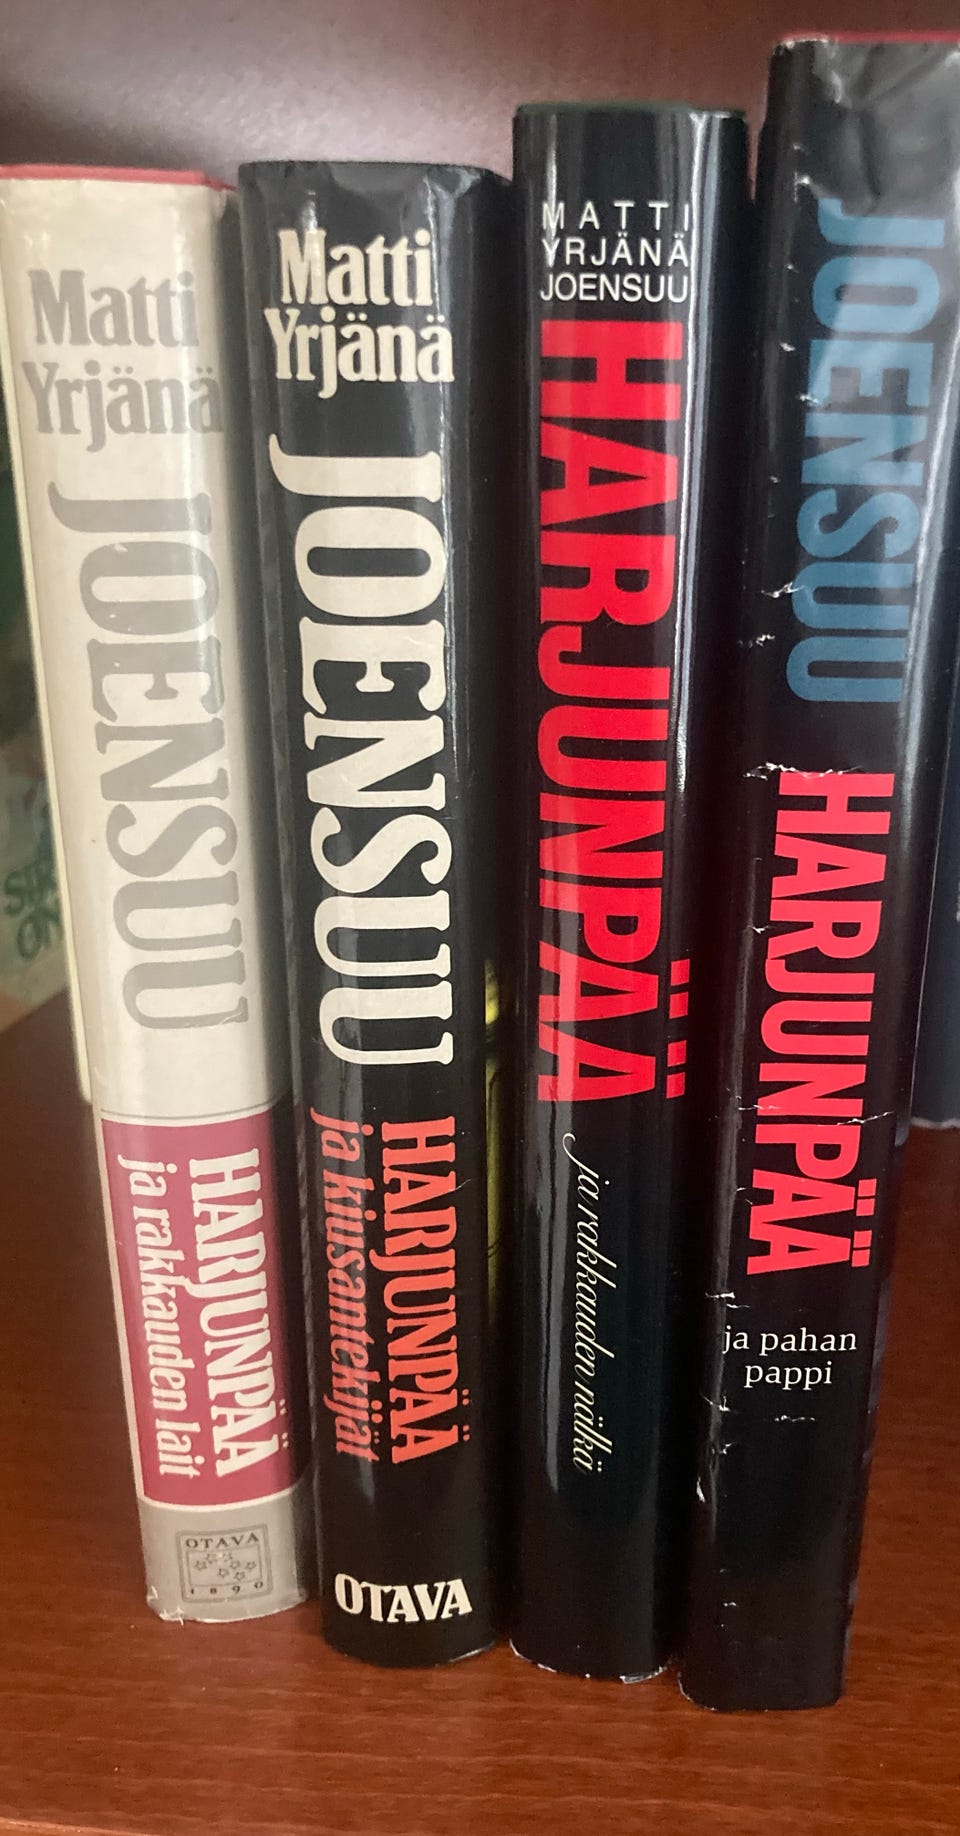 Matti
Yrjänä
JOENSUU
HARJUNPÄÄ
ja rakkauden lait
OTAVA
1890
Matti
Yrjänä
JOENSUU
HARJUNPÄÄ
ja kiusantekijät
OTAVA
MATTI
YRJÄNÄ
JOENSUU
HARJUNPÄÄ
ja rakkauden nälkä
JOENSUU
HARJUNPÄÄ
ja pahan
pappi